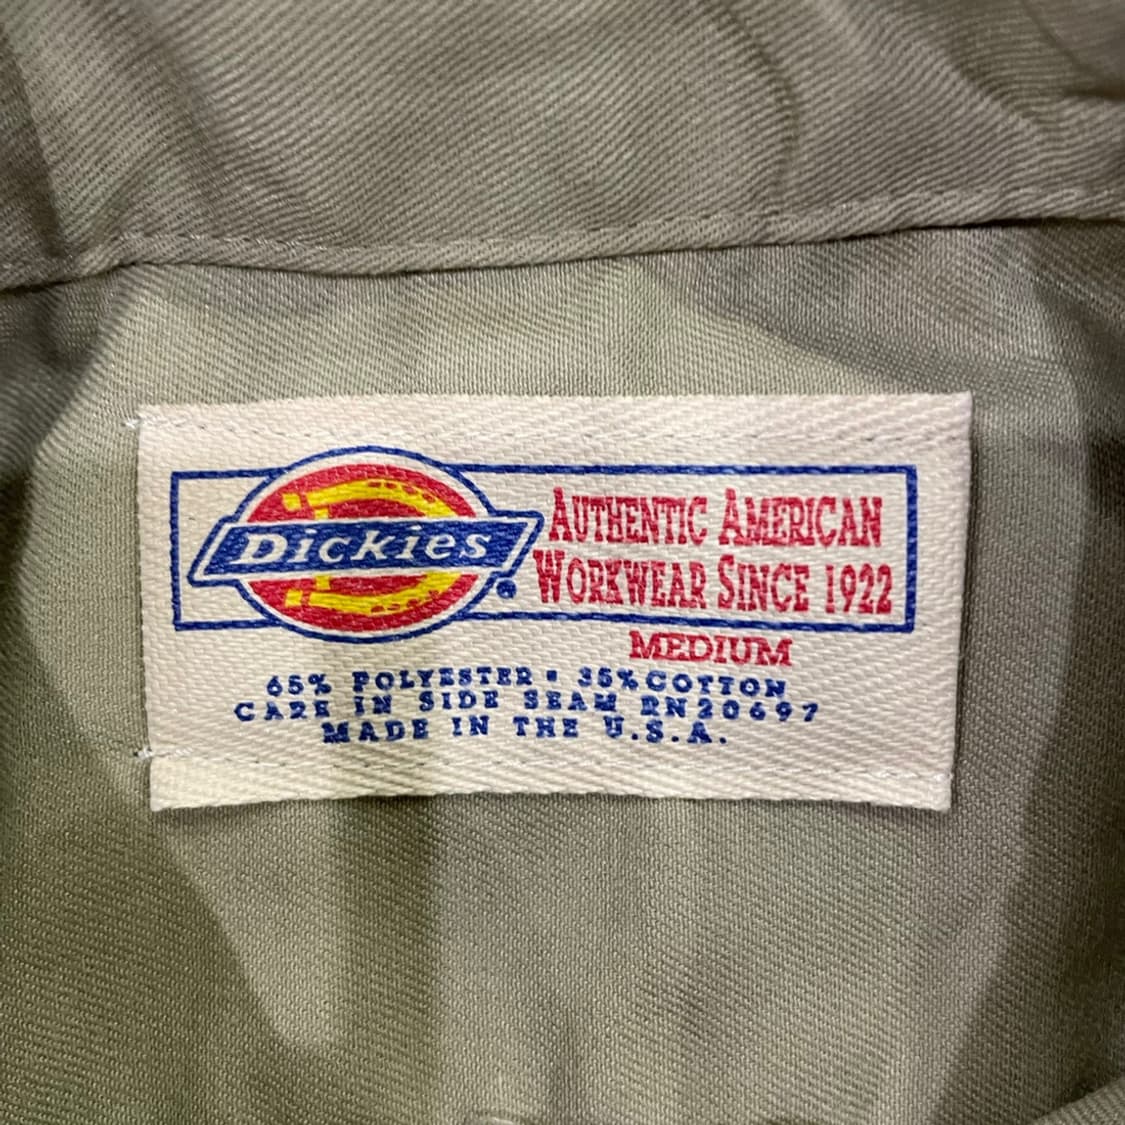 Dickies®
AUTHENTIC AMERICAN
WORKWEAR SINCE 1922
MEDIUM
65% POLYESTER ▪ 35% COTTON
CARE IN SIDE SEAM RN20697
MADE IN THE U.S.A.